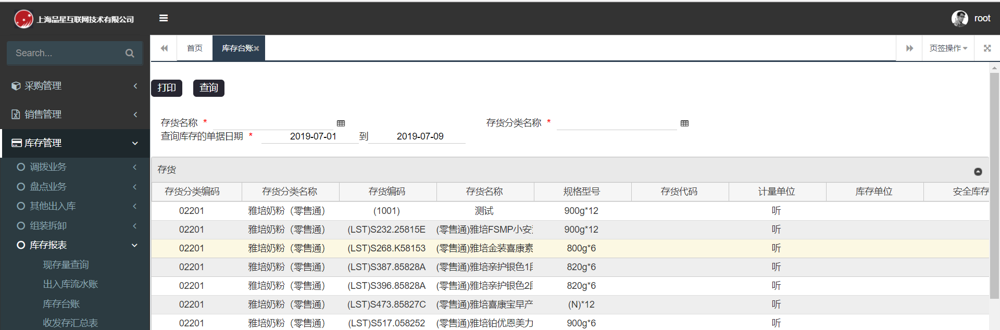 上海品星互联网技术有限公司
root
Search...
首页
库存台账
页签操作
采购管理
销售管理
库存管理
调拨业务
盘点业务
其他出入库
组装拆卸
库存报表
现存量查询
出入库流水账
库存台账
收发存汇总表
打印 查询
存货名称 * 存货分类名称 *
查询库存的单据日期 * 2019-07-01 到 2019-07-09
存货
存货分类编码 存货分类名称 存货编码 存货名称 规格型号 存货代码 计量单位 库存单位 安全库存
02201 雅培奶粉（零售通） (1001) 测试 900g*12 听
02201 雅培奶粉（零售通） (LST)S232.25815E (零售通)雅培FSMP小安 900g*12 听
02201 雅培奶粉（零售通） (LST)S268.K58153 (零售通)雅培金装喜康素 800g*6 听
02201 雅培奶粉（零售通） (LST)S387.85828A (零售通)雅培亲护银色1段 820g*6 听
02201 雅培奶粉（零售通） (LST)S396.85828A (零售通)雅培亲护银色2段 820g*6 听
02201 雅培奶粉（零售通） (LST)S473.85827C (零售通)雅培喜康宝早产 (N)*12 听
02201 雅培奶粉（零售通） (LST)S517.058252 (零售通)雅培铂优恩美力 900g*6 听